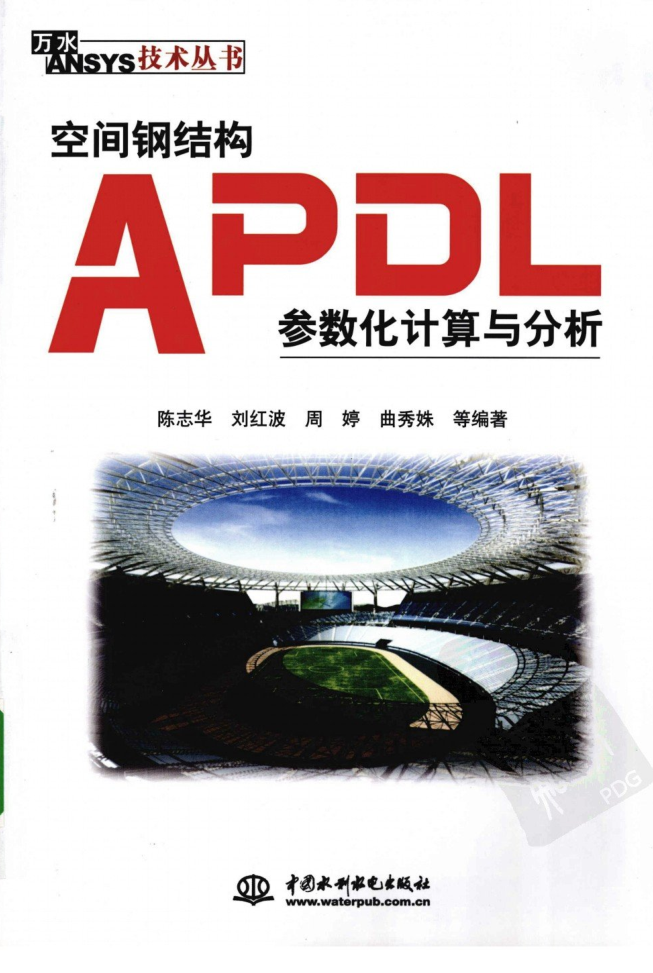 万水
ANSYS技术丛书
空间钢结构
APDL
参数化计算与分析
陈志华 刘红波 周 婷 曲秀姝 等编著
中国水利水电出版社
www.waterpub.com.cn
PDG